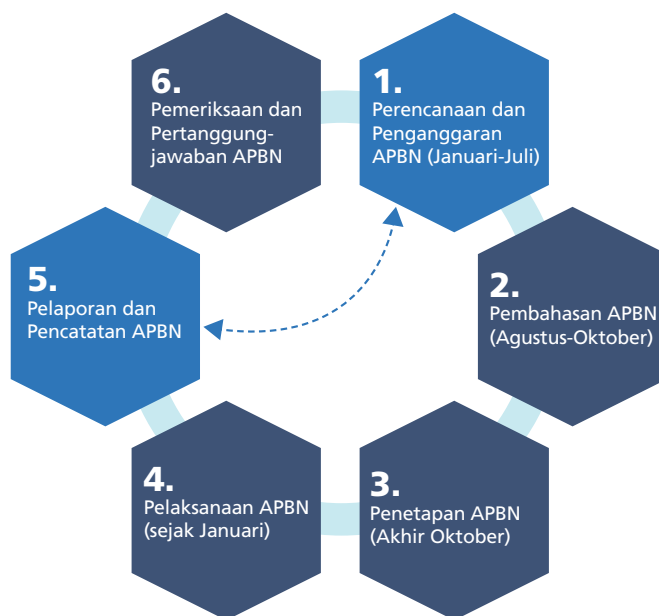 1.
Perencanaan dan
Penganggaran
APBN (Januari-Juli)
2.
Pembahasan APBN
(Agustus-Oktober)
3.
Penetapan APBN
(Akhir Oktober)
4.
Pelaksanaan APBN
(sejak Januari)
5.
Pelaporan dan
Pencatatan APBN
6.
Pemeriksaan dan
Pertanggung-
jawaban APBN